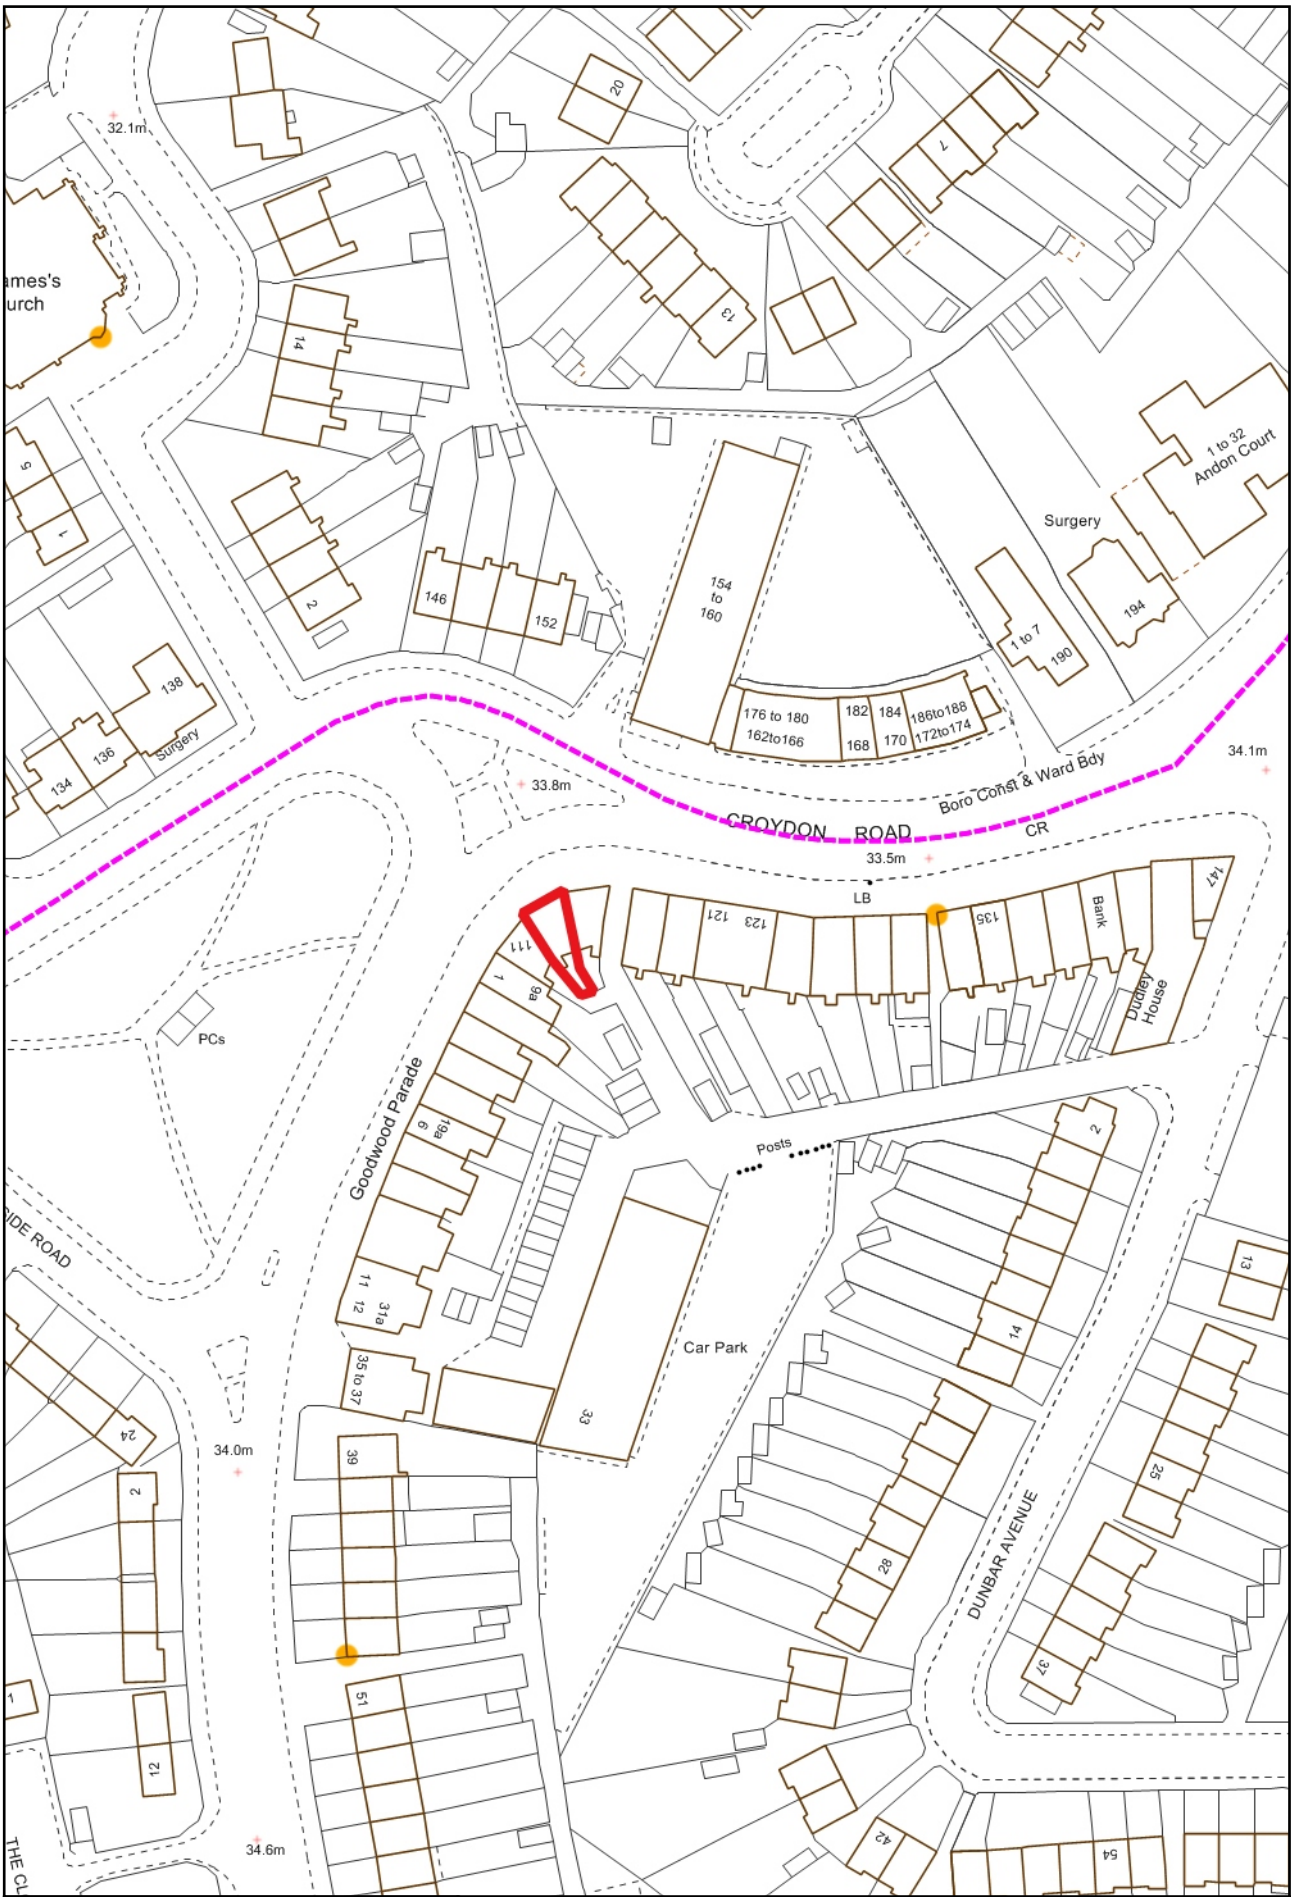 20
7
32.1m
ames's
urch
13
14
1 to 32
Andon Court
5
1
Surgery
154
to
160
146
152
2
194
1 to 7
190
138
136
134
Surgery
176 to 180
162to166
182
168
184
170
186to188
172to174
34.1m
33.8m
Boro Const & Ward Bdy
CROYDON ROAD
CR
33.5m
LB
147
111
121
123
135
Bank
1
9a
Dudley
House
PCs
Goodwood Parade
19a
6
Posts
2
SIDE ROAD
13
11
12
31a
14
Car Park
35 to 37
33
24
34.0m
39
2
25
28
DUNBAR AVENUE
37
51
1
12
42
54
34.6m
THE CL